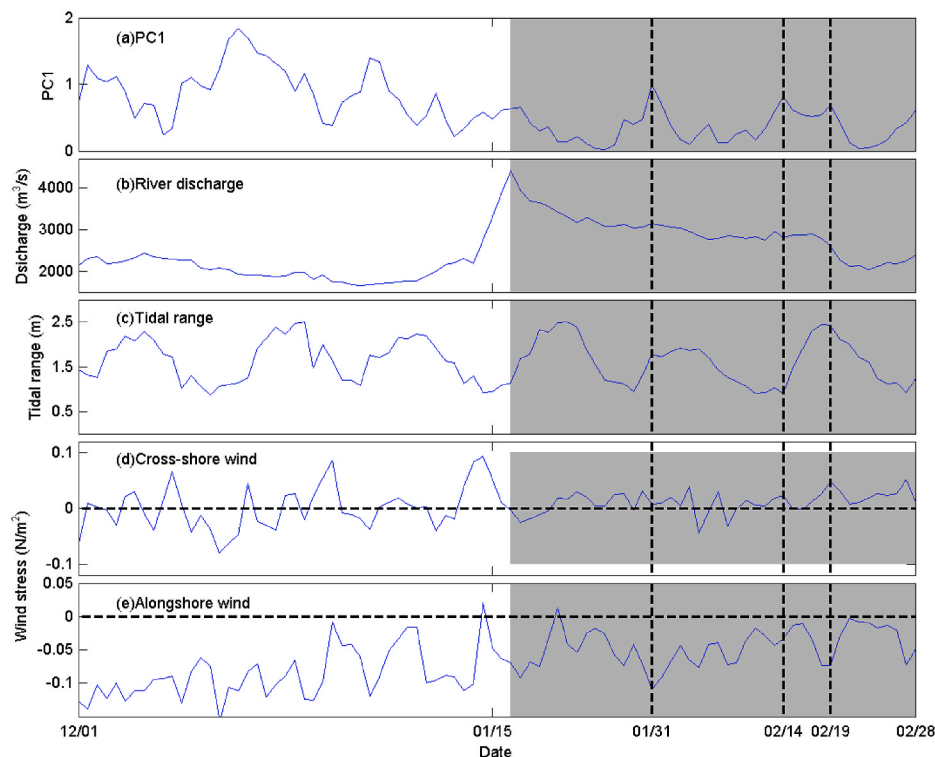 (a)PC1
PC1
2
1
0
(b)River discharge
Dsicharge (m³/s)
4000
3000
2000
(c)Tidal range
Tidal range (m)
2.5
1.5
0.5
(d)Cross-shore wind
0.1
0
-0.1
Wind stress (N/m²)
(e)Alongshore wind
0.05
0
-0.05
-0.1
12/01 01/15 01/31 02/14 02/19 02/28
Date